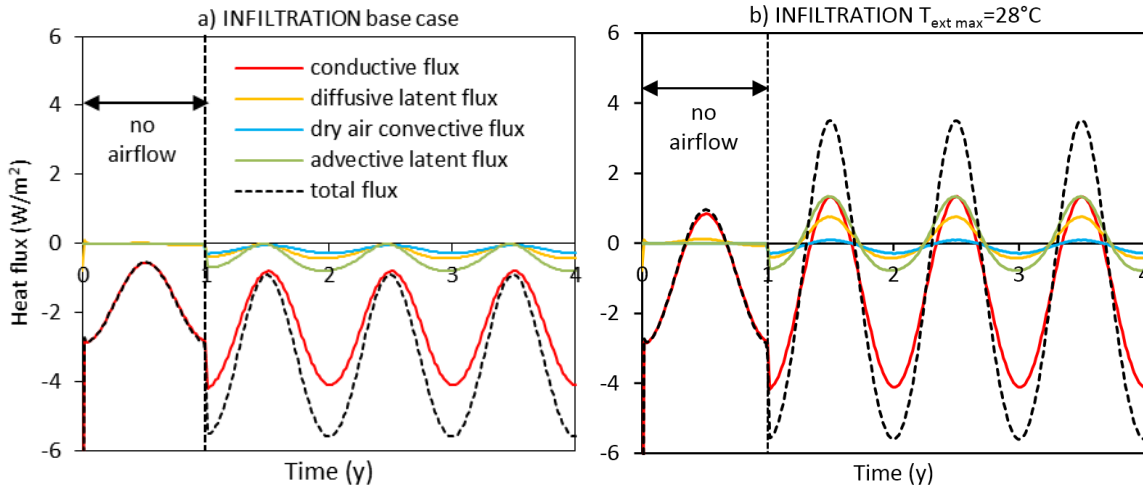 a) INFILTRATION base case
6
4
2
0
-2
-4
-6
Heat flux (W/m²)
0
1
2
3
4
Time (y)
no
airflow
conductive flux
diffusive latent flux
dry air convective flux
advective latent flux
total flux
b) INFILTRATION T ext max=28°C
6
4
2
0
-2
-4
-6
0
1
2
3
4
Time (y)
no
airflow